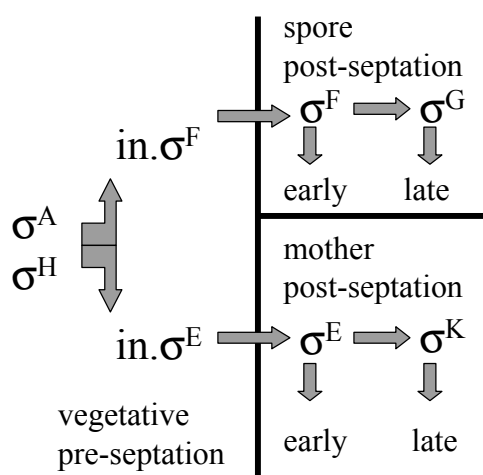 spore
post-septation
σF σG
early late
in.σF
σA
σH
in.σE
mother
post-septation
σE σK
early late
vegetative
pre-septation